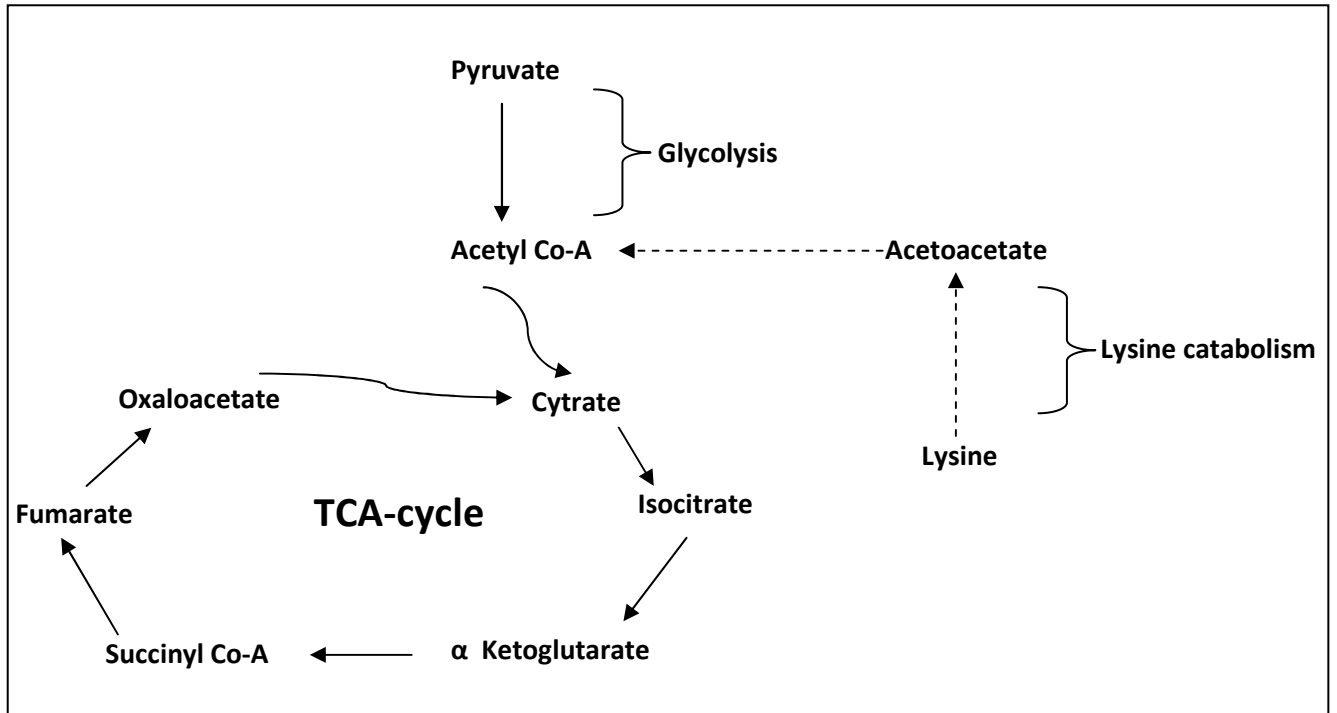 Pyruvate
Glycolysis
Acetyl Co-A
Acetoacetate
Lysine catabolism
Oxaloacetate
Cytrate
Lysine
Isocitrate
Fumarate
TCA-cycle
Succinyl Co-A
α Ketoglutarate